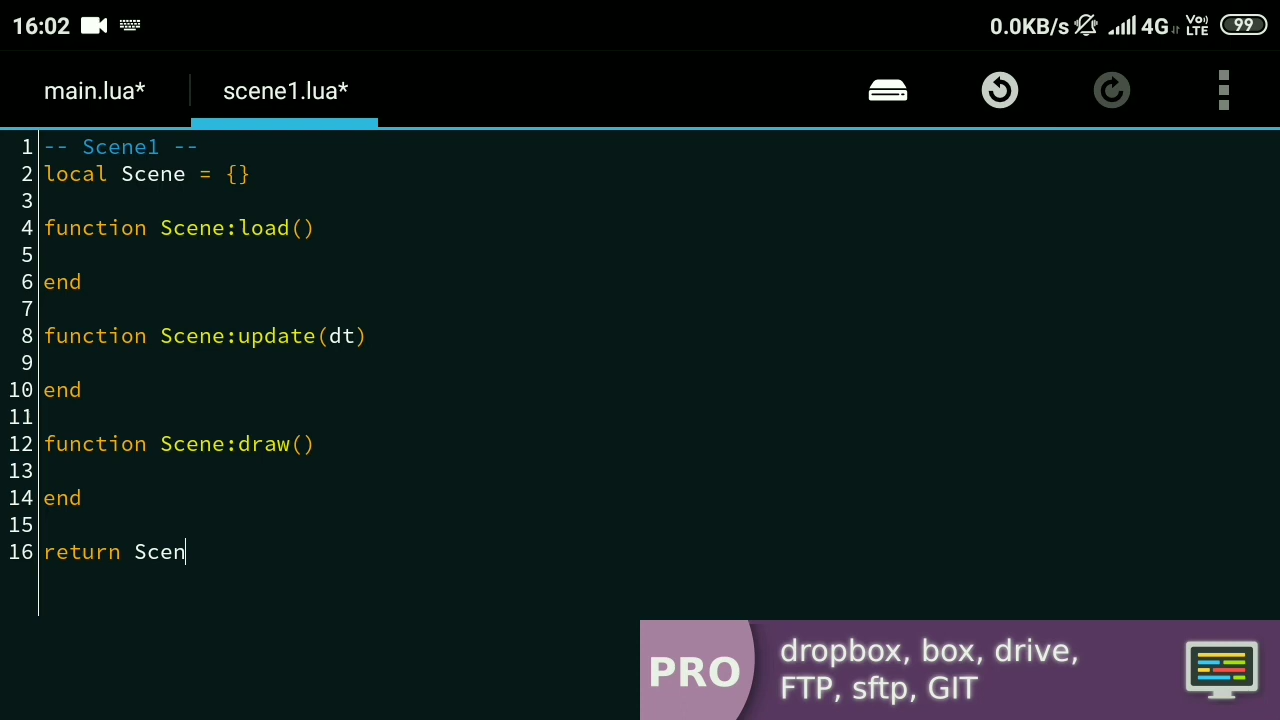 16:02 0.0KB/s 4G Vo) LTE 99
main.lua* scene1.lua*
1 -- Scene1 --
2 local Scene = {}
3
4 function Scene:load()
5
6 end
7
8 function Scene:update(dt)
9
10 end
11
12 function Scene:draw()
13
14 end
15
16 return Scen
PRO
dropbox, box, drive,
FTP, sftp, GIT